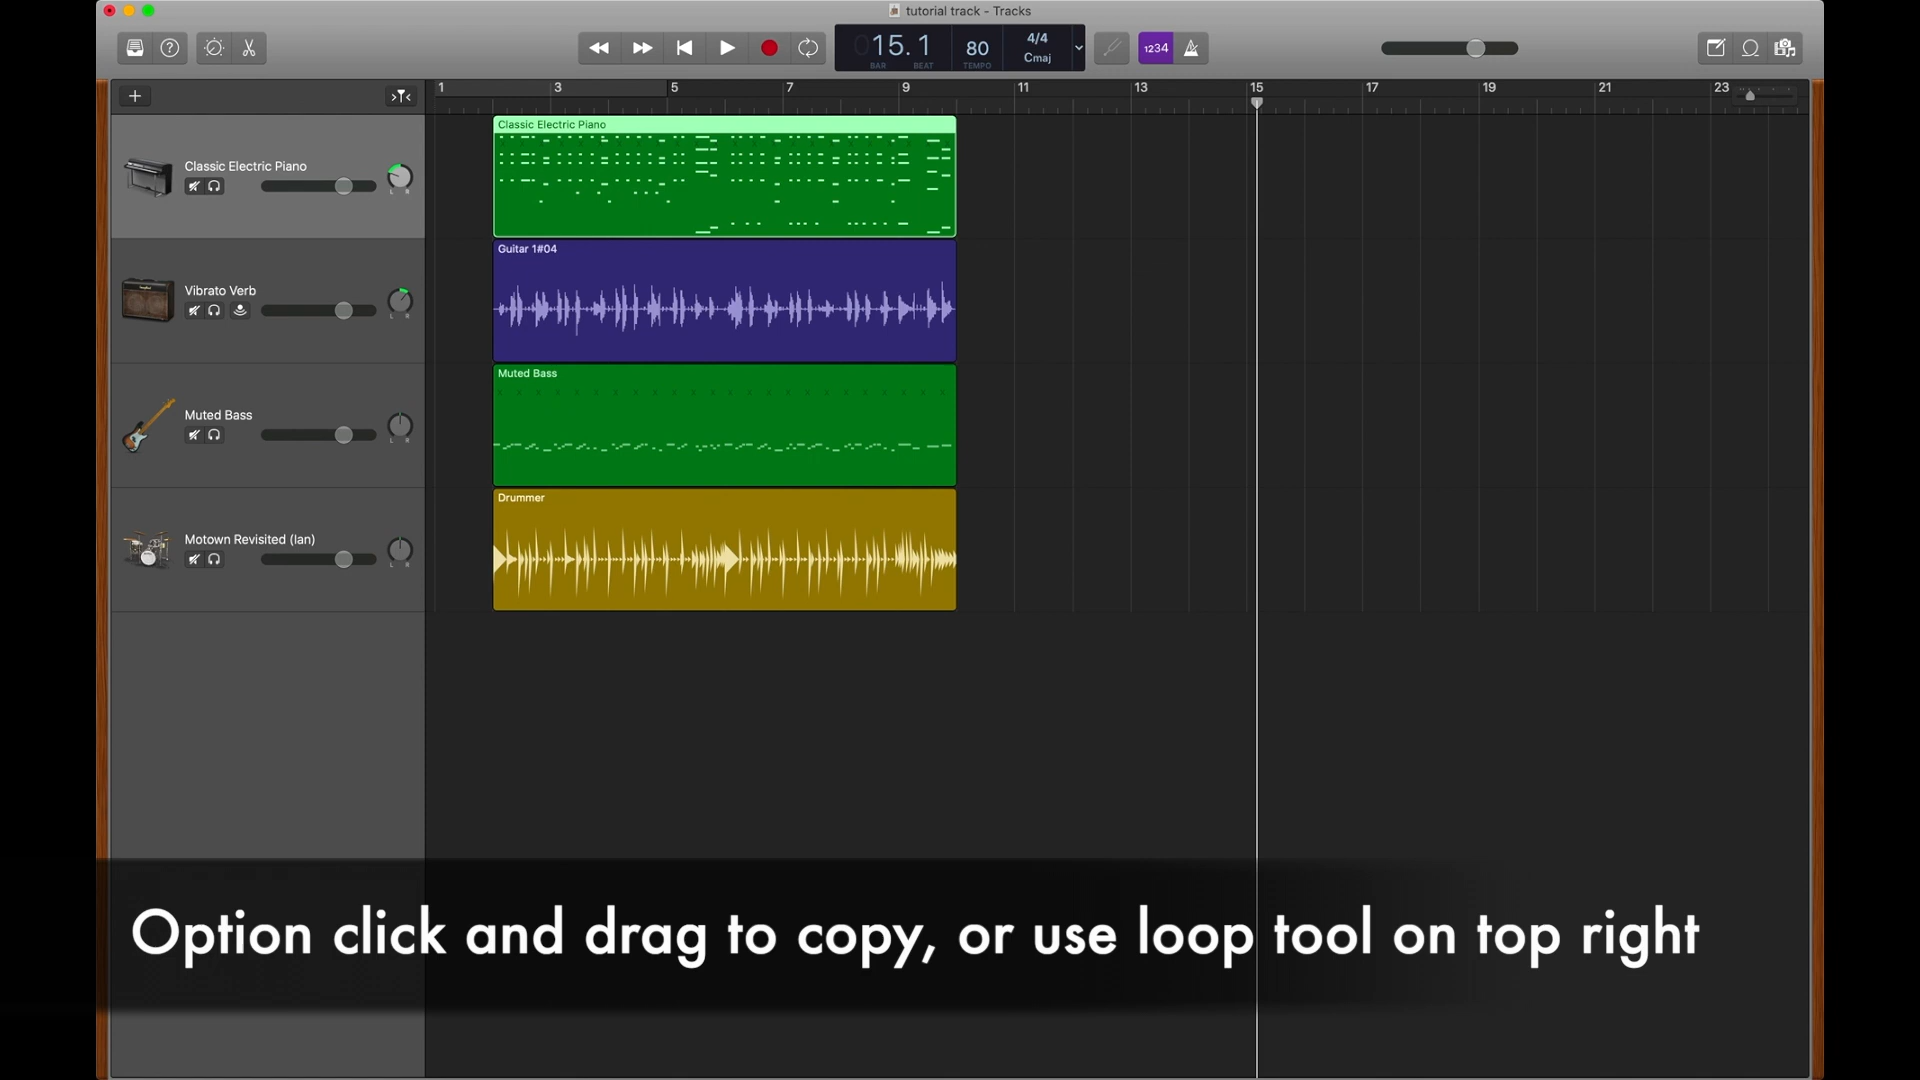 tutorial track - Tracks
015.1
BAR BEAT
80
TEMPO
4/4
Cmaj
1234
1 3 5 7 9 11 13 15 17 19 21 23
Classic Electric Piano
L R
Classic Electric Piano
Vibrato Verb
L R
Guitar 1#04
Muted Bass
L R
Muted Bass
Motown Revisited (Ian)
L R
Drummer
Option click and drag to copy, or use loop tool on top right